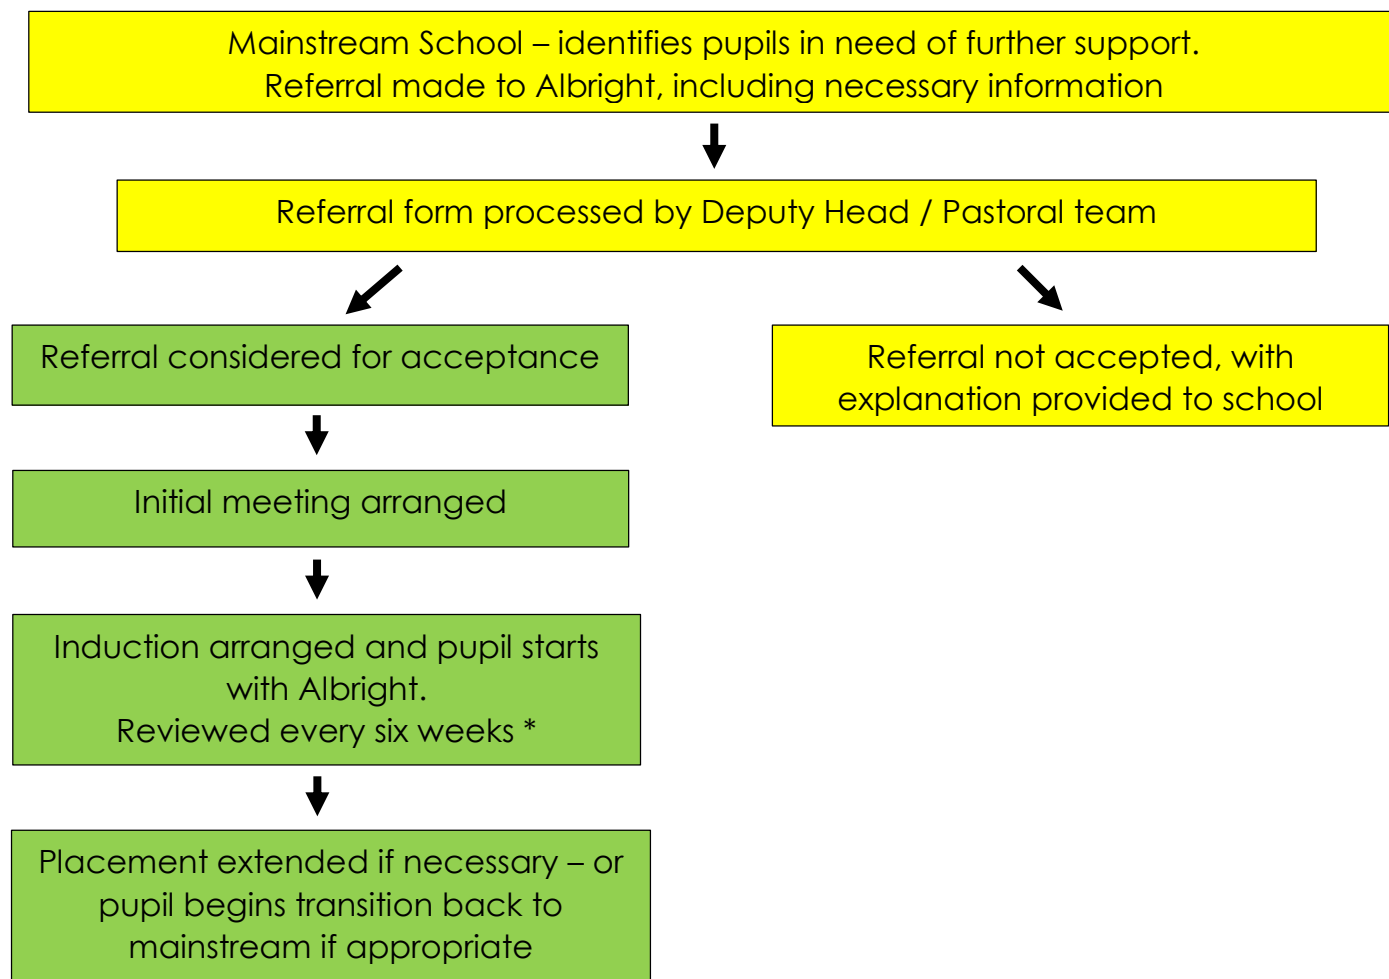 Mainstream School – identifies pupils in need of further support.
Referral made to Albright, including necessary information
Referral form processed by Deputy Head / Pastoral team
Referral considered for acceptance
Referral not accepted, with
explanation provided to school
Initial meeting arranged
Induction arranged and pupil starts
with Albright.
Reviewed every six weeks *
Placement extended if necessary – or
pupil begins transition back to
mainstream if appropriate